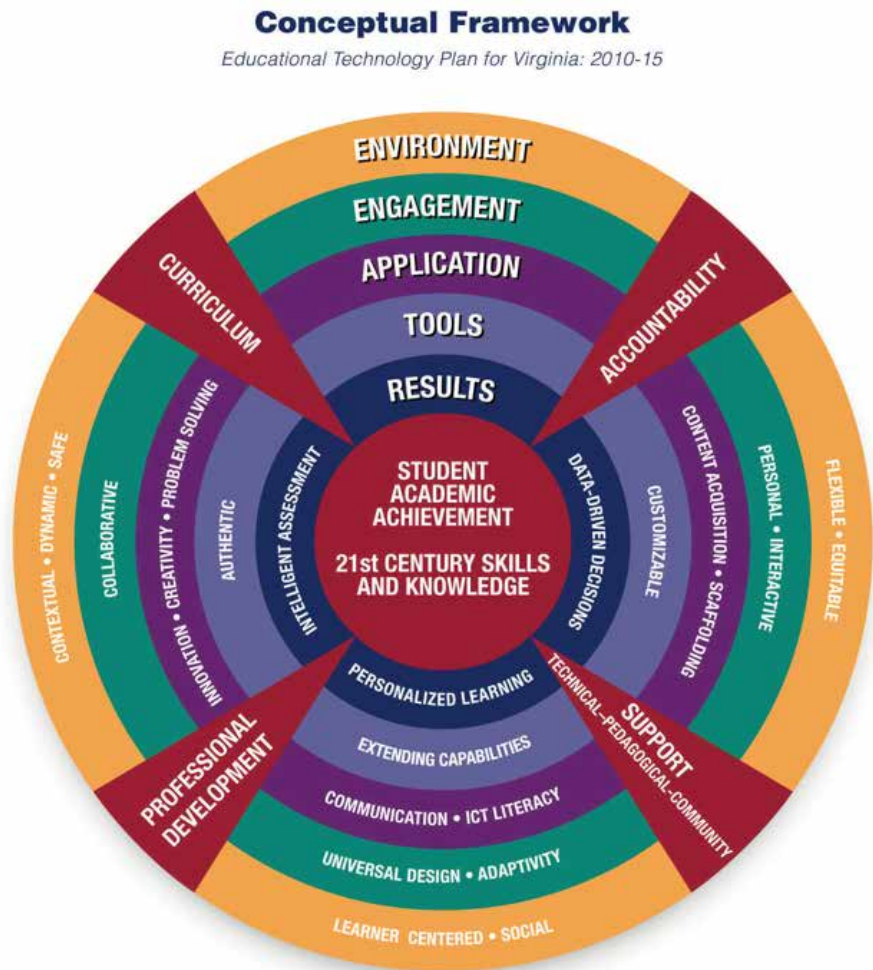 Conceptual Framework
Educational Technology Plan for Virginia: 2010-15
ENVIRONMENT
ENGAGEMENT
APPLICATION
TOOLS
RESULTS
CURRICULUM
ACCOUNTABILITY
STUDENT
ACADEMIC
ACHIEVEMENT
21st CENTURY SKILLS
AND KNOWLEDGE
CONTEXTUAL • DYNAMIC • SAFE
COLLABORATIVE
INNOVATION • CREATIVITY • PROBLEM SOLVING
AUTHENTIC
INTELLIGENT ASSESSMENT
DATA-DRIVEN DECISIONS
CUSTOMIZABLE
CONTENT ACQUISITION • SCAFFOLDING
PERSONAL • INTERACTIVE
FLEXIBLE • EQUITABLE
PERSONALIZED LEARNING
EXTENDING CAPABILITIES
COMMUNICATION • ICT LITERACY
UNIVERSAL DESIGN • ADAPTIVITY
LEARNER CENTERED • SOCIAL
PROFESSIONAL
DEVELOPMENT
SUPPORT
TECHNICAL–PEDAGOGICAL–COMMUNITY